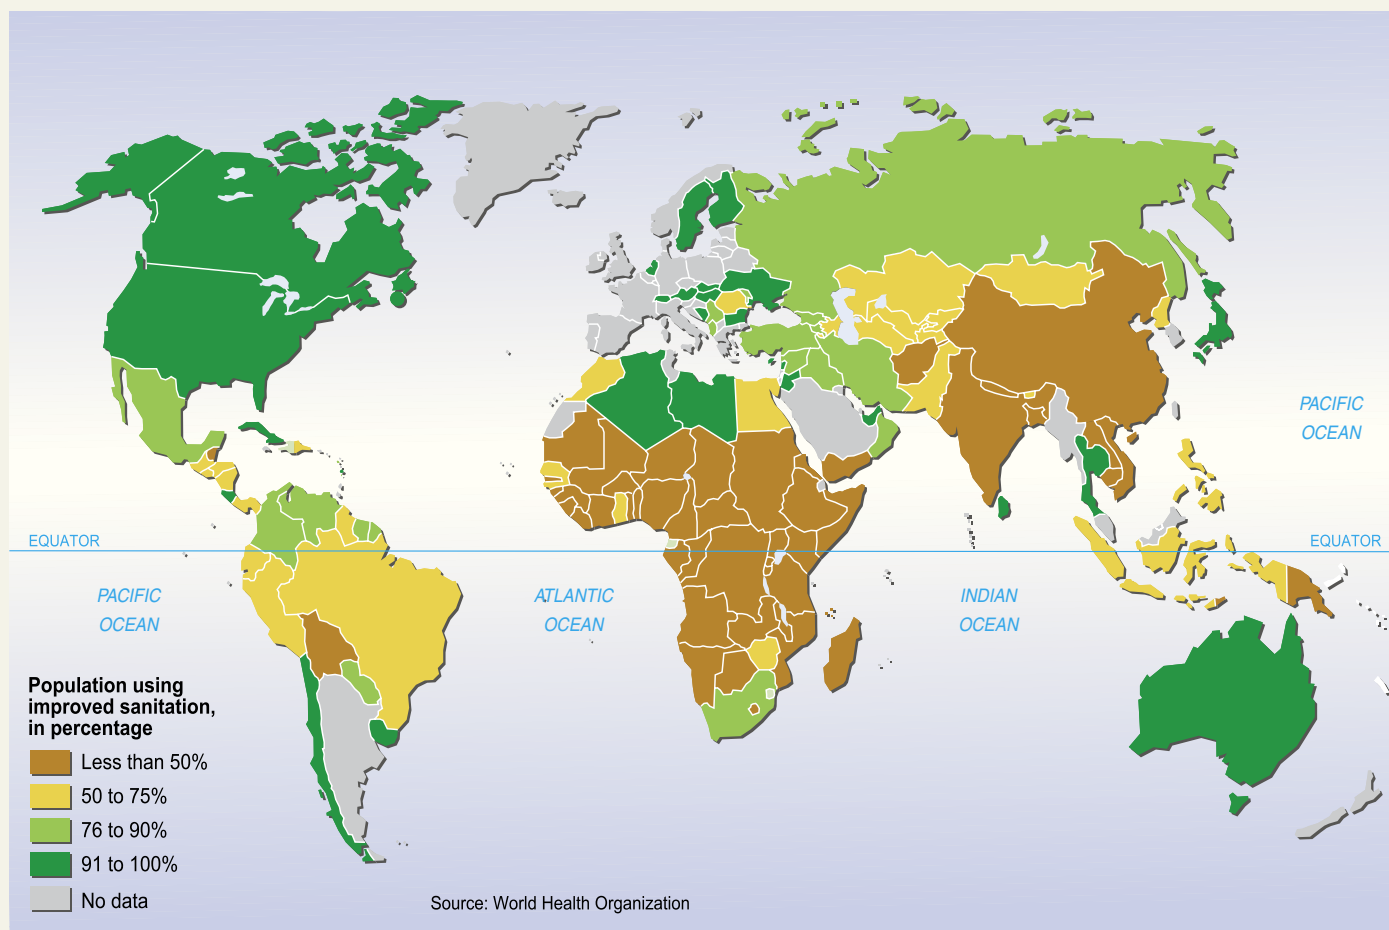 EQUATOR
EQUATOR
PACIFIC
OCEAN
PACIFIC
OCEAN
ATLANTIC
OCEAN
INDIAN
OCEAN
Population using
improved sanitation,
in percentage
Less than 50%
50 to 75%
76 to 90%
91 to 100%
No data
Source: World Health Organization